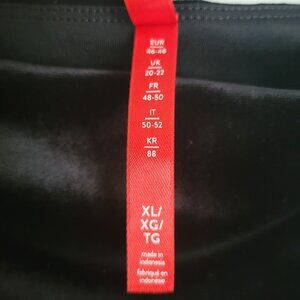 EUR
46-48
UK
20-22
FR
48-50
IT
50-52
KR
88
XL/
XG/
TG
made in
indonesia
fabriqué en
indonésie